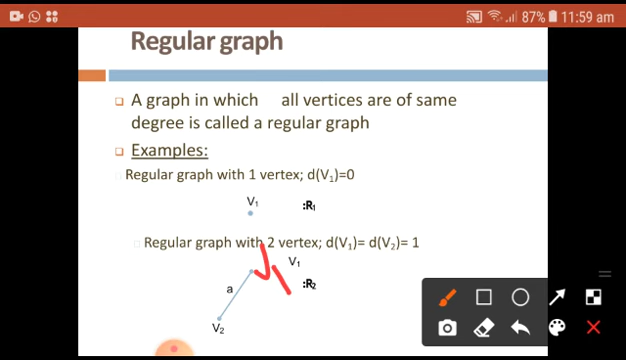 87% 11:59 am
Regular graph
A graph in which all vertices are of same
degree is called a regular graph
Examples:
Regular graph with 1 vertex; d(V₁)=0
V₁
:R₁
Regular graph with 2 vertex; d(V₁)= d(V₂)= 1
V₁
a
:R₂
V₂